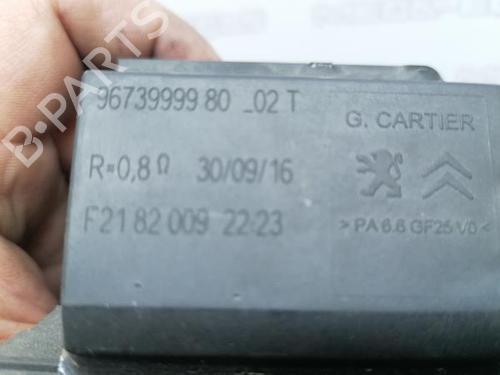 96739999 80 _02 T
G. CARTIER
R=0,8 Ω 30/09/16
F21 82 009 22-23
>PA 6.6 GF25 V0<
B-PARTS